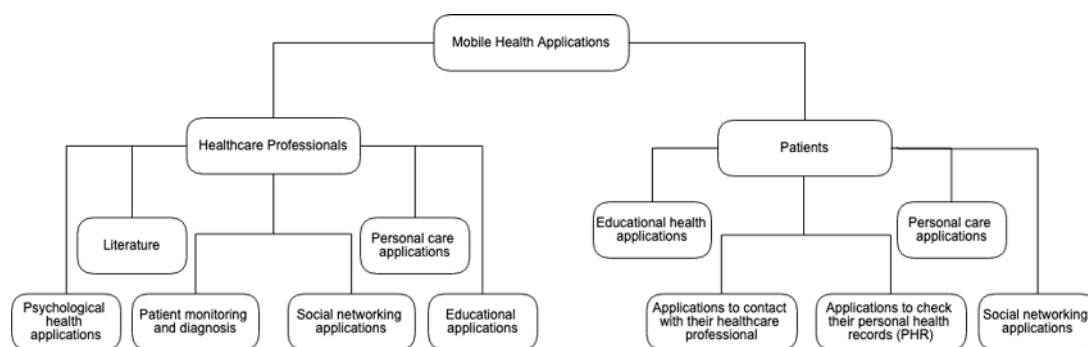 Mobile Health Applications
Healthcare Professionals
Patients
Literature
Personal care
applications
Educational health
applications
Personal care
applications
Psychological
health
applications
Patient monitoring
and diagnosis
Social networking
applications
Educational
applications
Applications to contact
with their healthcare
professional
Applications to check
their personal health
records (PHR)
Social networking
applications